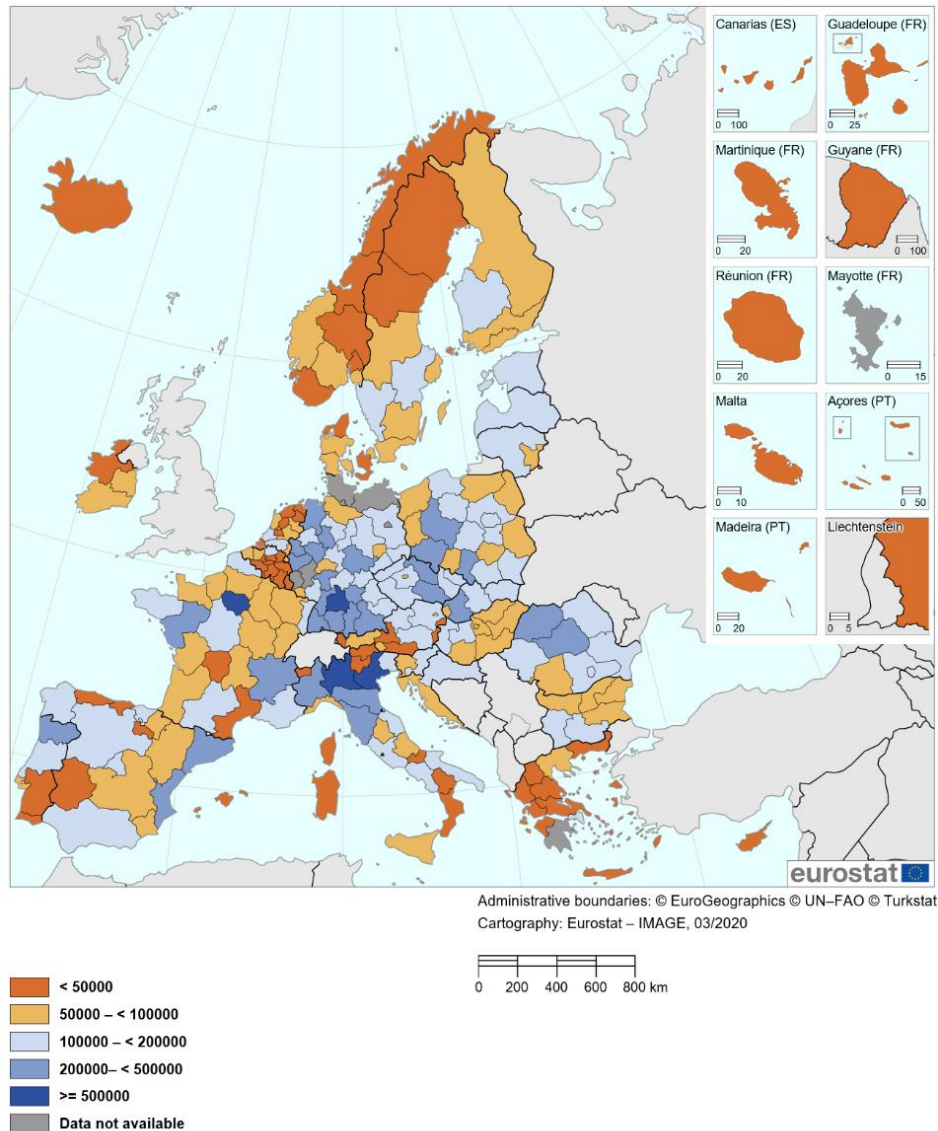 Canarias (ES)
0 100
Guadeloupe (FR)
0 25
Martinique (FR)
0 20
Guyane (FR)
0 100
Réunion (FR)
0 20
Mayotte (FR)
0 15
Malta
0 10
Açores (PT)
0 50
Madeira (PT)
0 20
Liechtenstein
0 5
eurostat
Administrative boundaries: © EuroGeographics © UN–FAO © Turkstat
Cartography: Eurostat – IMAGE, 03/2020
0 200 400 600 800 km
< 50000
50000 – < 100000
100000 – < 200000
200000– < 500000
>= 500000
Data not available